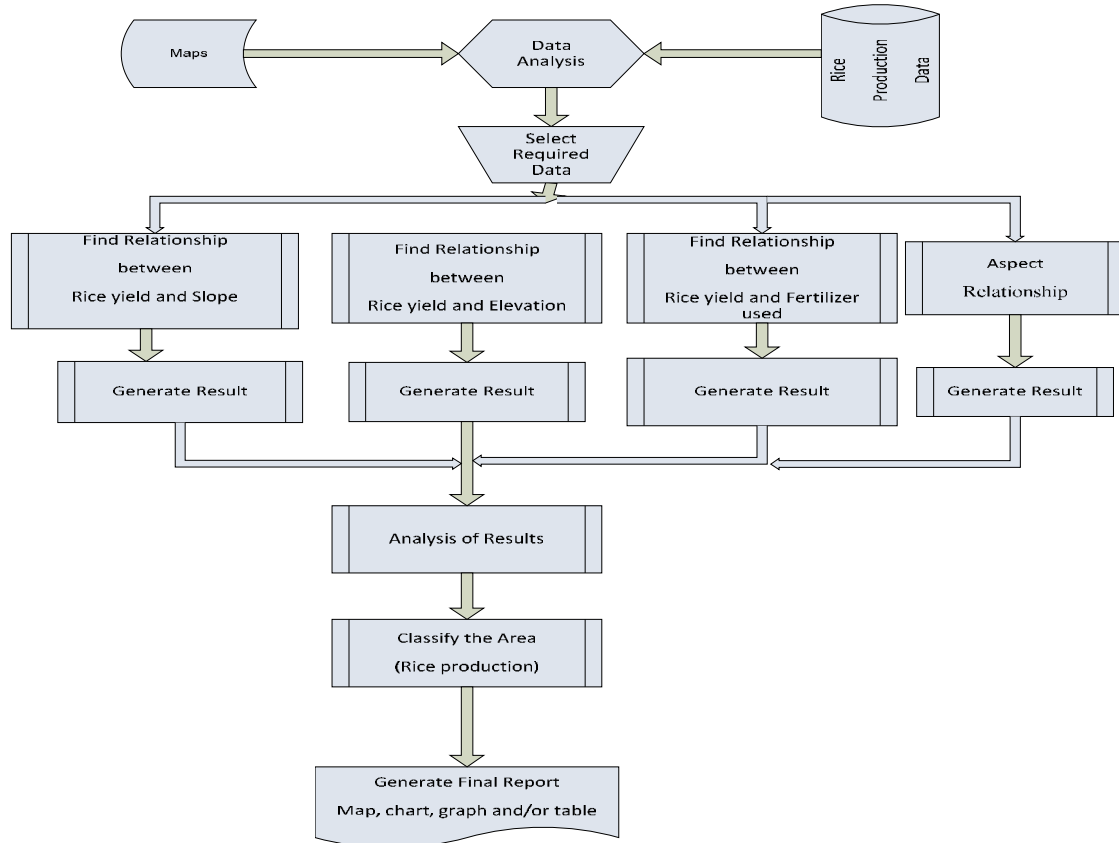 Maps
Data
Analysis
Rice
Production
Data
Select
Required
Data
Find Relationship
between
Rice yield and Slope
Find Relationship
between
Rice yield and Elevation
Find Relationship
between
Rice yield and Fertilizer
used
Aspect
Relationship
Generate Result
Generate Result
Generate Result
Generate Result
Analysis of Results
Classify the Area
(Rice production)
Generate Final Report
Map, chart, graph and/or table